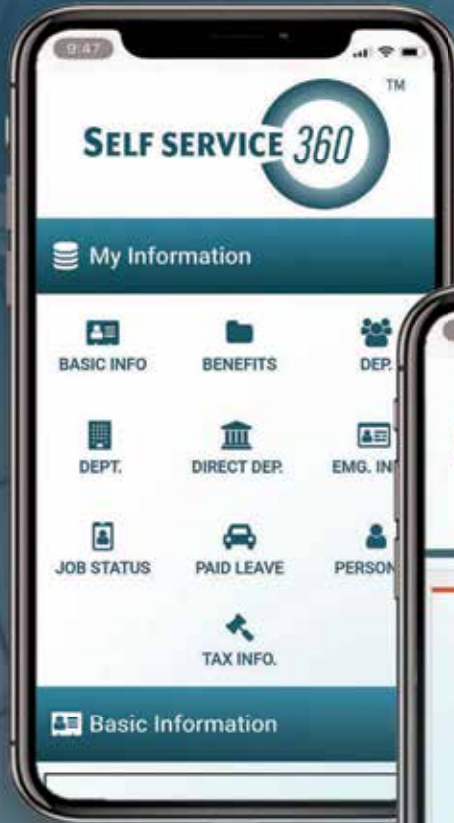 9:47
TM
SELF SERVICE 360
My Information
BASIC INFO
BENEFITS
DEP.
DEPT.
DIRECT DEP.
EMG. IN
JOB STATUS
PAID LEAVE
PERSON
TAX INFO.
Basic Information